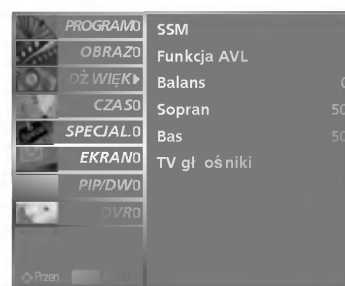 PROGRAM0
OBRAZ0
DŹWIĘK▶
CZAS0
SPECJAL.0
EKRAN0
PIP/DW0
DVR0
Przen
SSM
Funkcja AVL
Balans 0
Sopran 50
Bas 50
TV gł ośniki